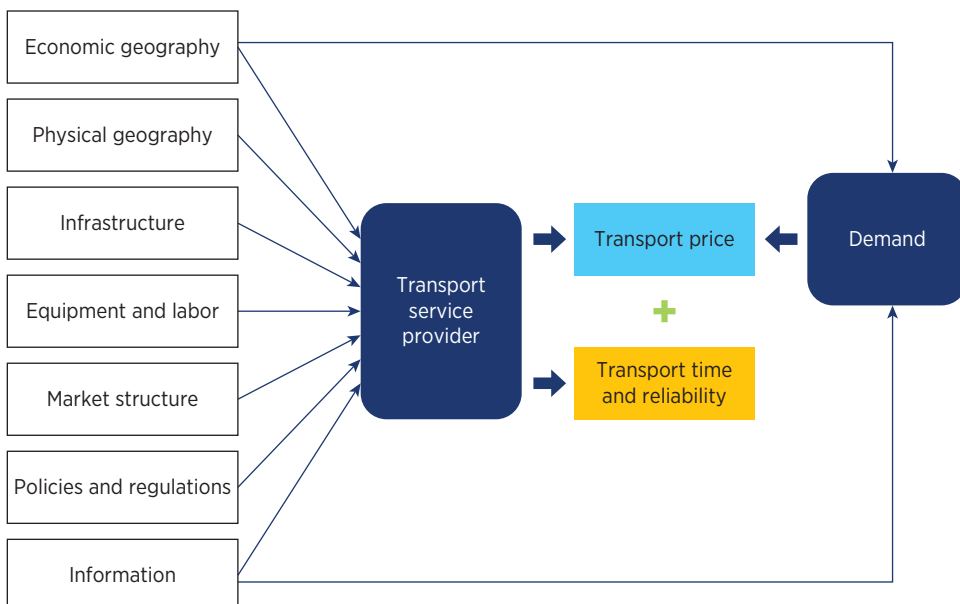 Economic geography
Physical geography
Infrastructure
Equipment and labor
Market structure
Policies and regulations
Information
Transport
service
provider
Transport price
Transport time
and reliability
Demand